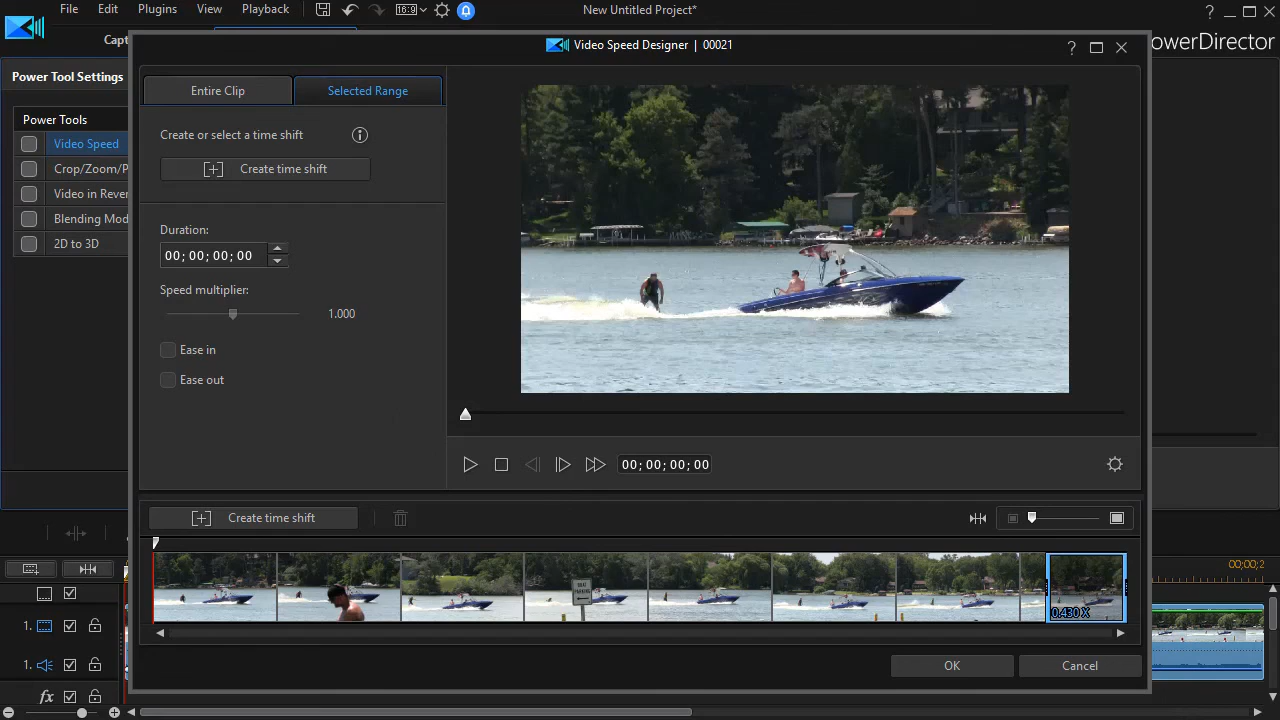 File Edit Plugins View Playback 16:9 New Untitled Project* ?
Capt
PowerDirector
Video Speed Designer | 00021 ?
Power Tool Settings
Power Tools
Video Speed
Crop/Zoom/P
Video in Rever
Blending Mod
2D to 3D
Entire Clip Selected Range
Create or select a time shift
Create time shift
Duration:
00; 00; 00; 00
Speed multiplier:
1.000
Ease in
Ease out
00; 00; 00; 00
Create time shift
0.430 X
OK Cancel
00;00;2
1.
1.
fx